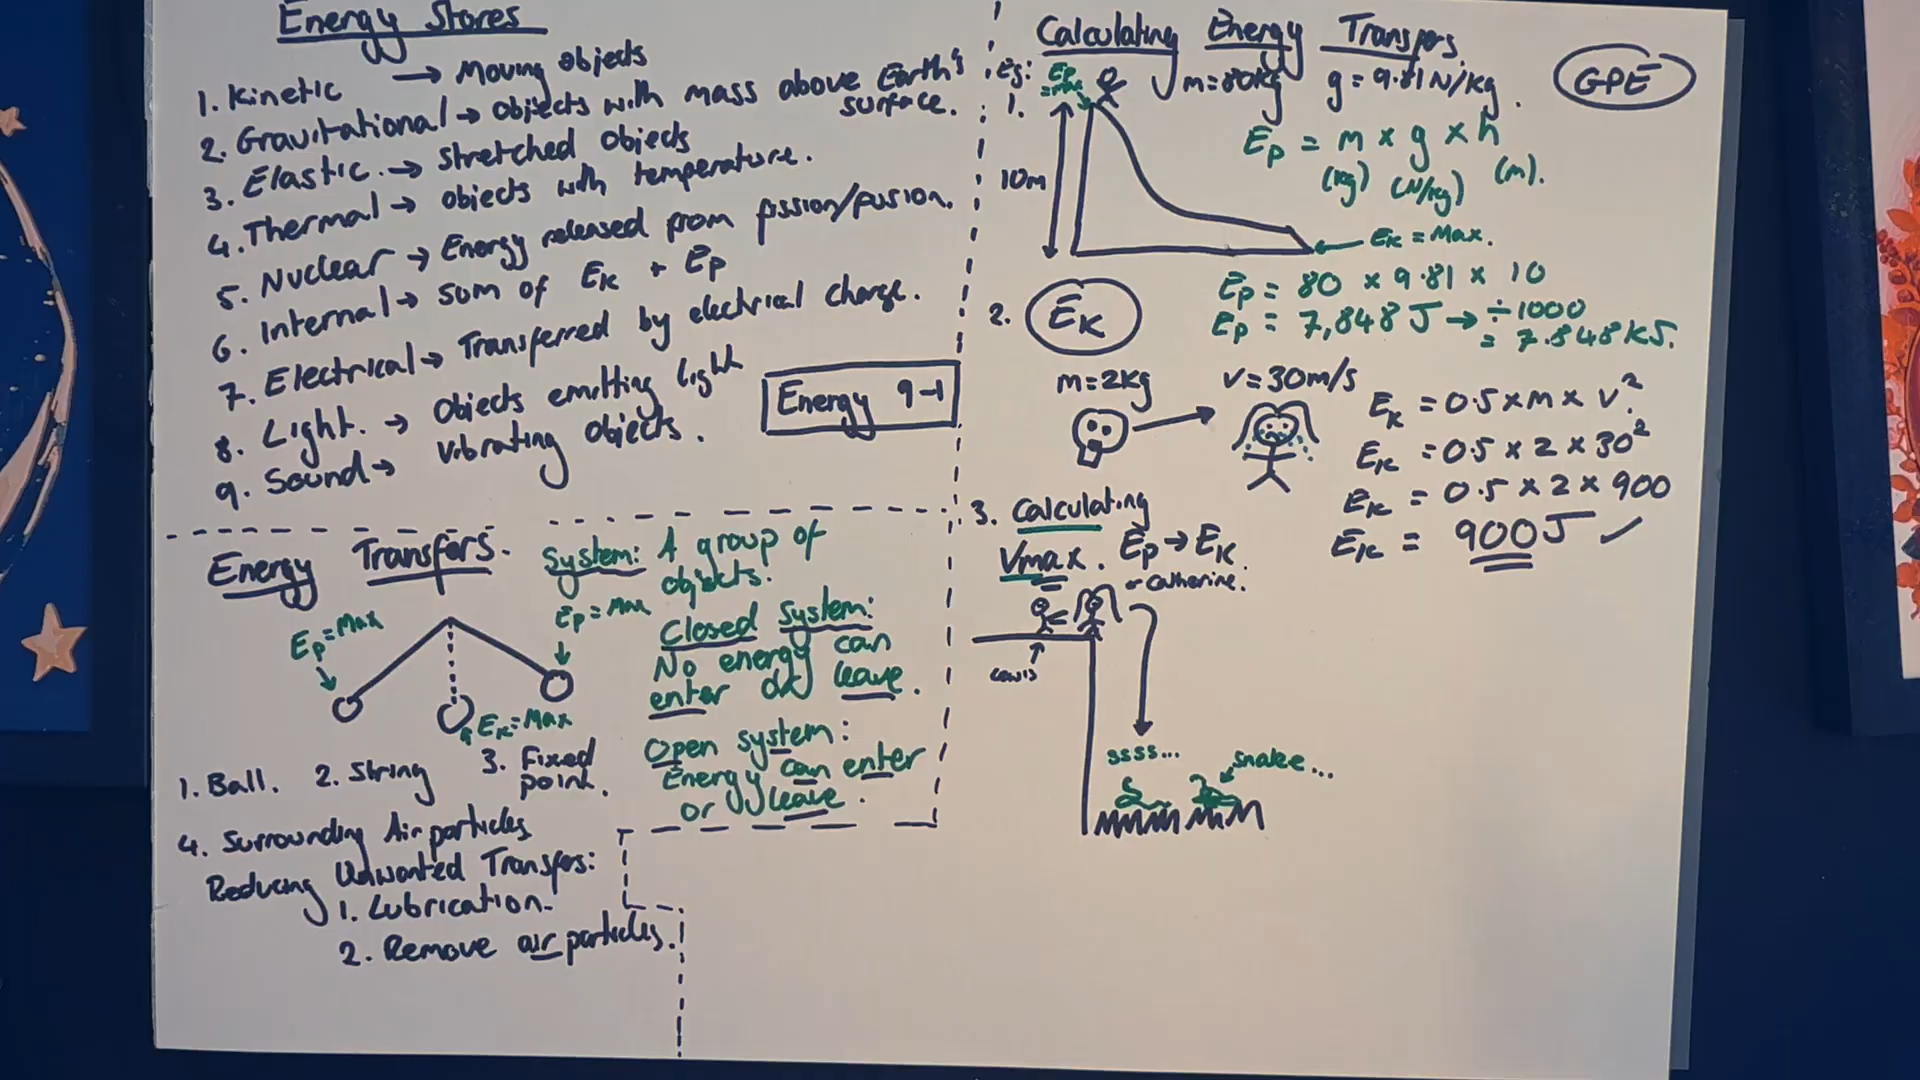 Energy Stores
1. Kinetic → Moving objects
2. Gravitational → objects with mass above Earth's surface.
3. Elastic. → stretched objects
4. Thermal → objects with temperature.
5. Nuclear → Energy released from fission/fusion.
6. Internal → sum of EK + Ep
7. Electrical → Transferred by electrical charge.
8. Light. → objects emitting light
9. Sound → vibrating objects.
Energy 9-1
Energy Transfers.
Ep = Max
Ep = Max
EK = Max
1. Ball. 2. String 3. Fixed point.
4. Surrounding Air particles
Reducing Unwanted Transfers:
1. Lubrication.
2. Remove air particles.
System: A group of
objects.
Closed System:
No energy can
enter or leave.
Open system:
Energy can enter
or leave.
Calculating Energy Transfers.
GPE
Eg:
1.
Ep = max
m = 80kg g = 9.81 N/kg.
Ep = m × g × h
(kg) (N/kg) (m).
10m
EK = Max.
Ep = 80 × 9.81 × 10
Ep = 7,848 J → ÷1000
= 7.848 KJ.
2. EK
m = 2kg v = 30m/s
EK = 0.5 × m × v².
EK = 0.5 × 2 × 30²
EK = 0.5 × 2 × 900
EK = 900 J ✓
3. Calculating
Vmax. Ep → EK
Catherine.
Lewis
ssss...
snake...